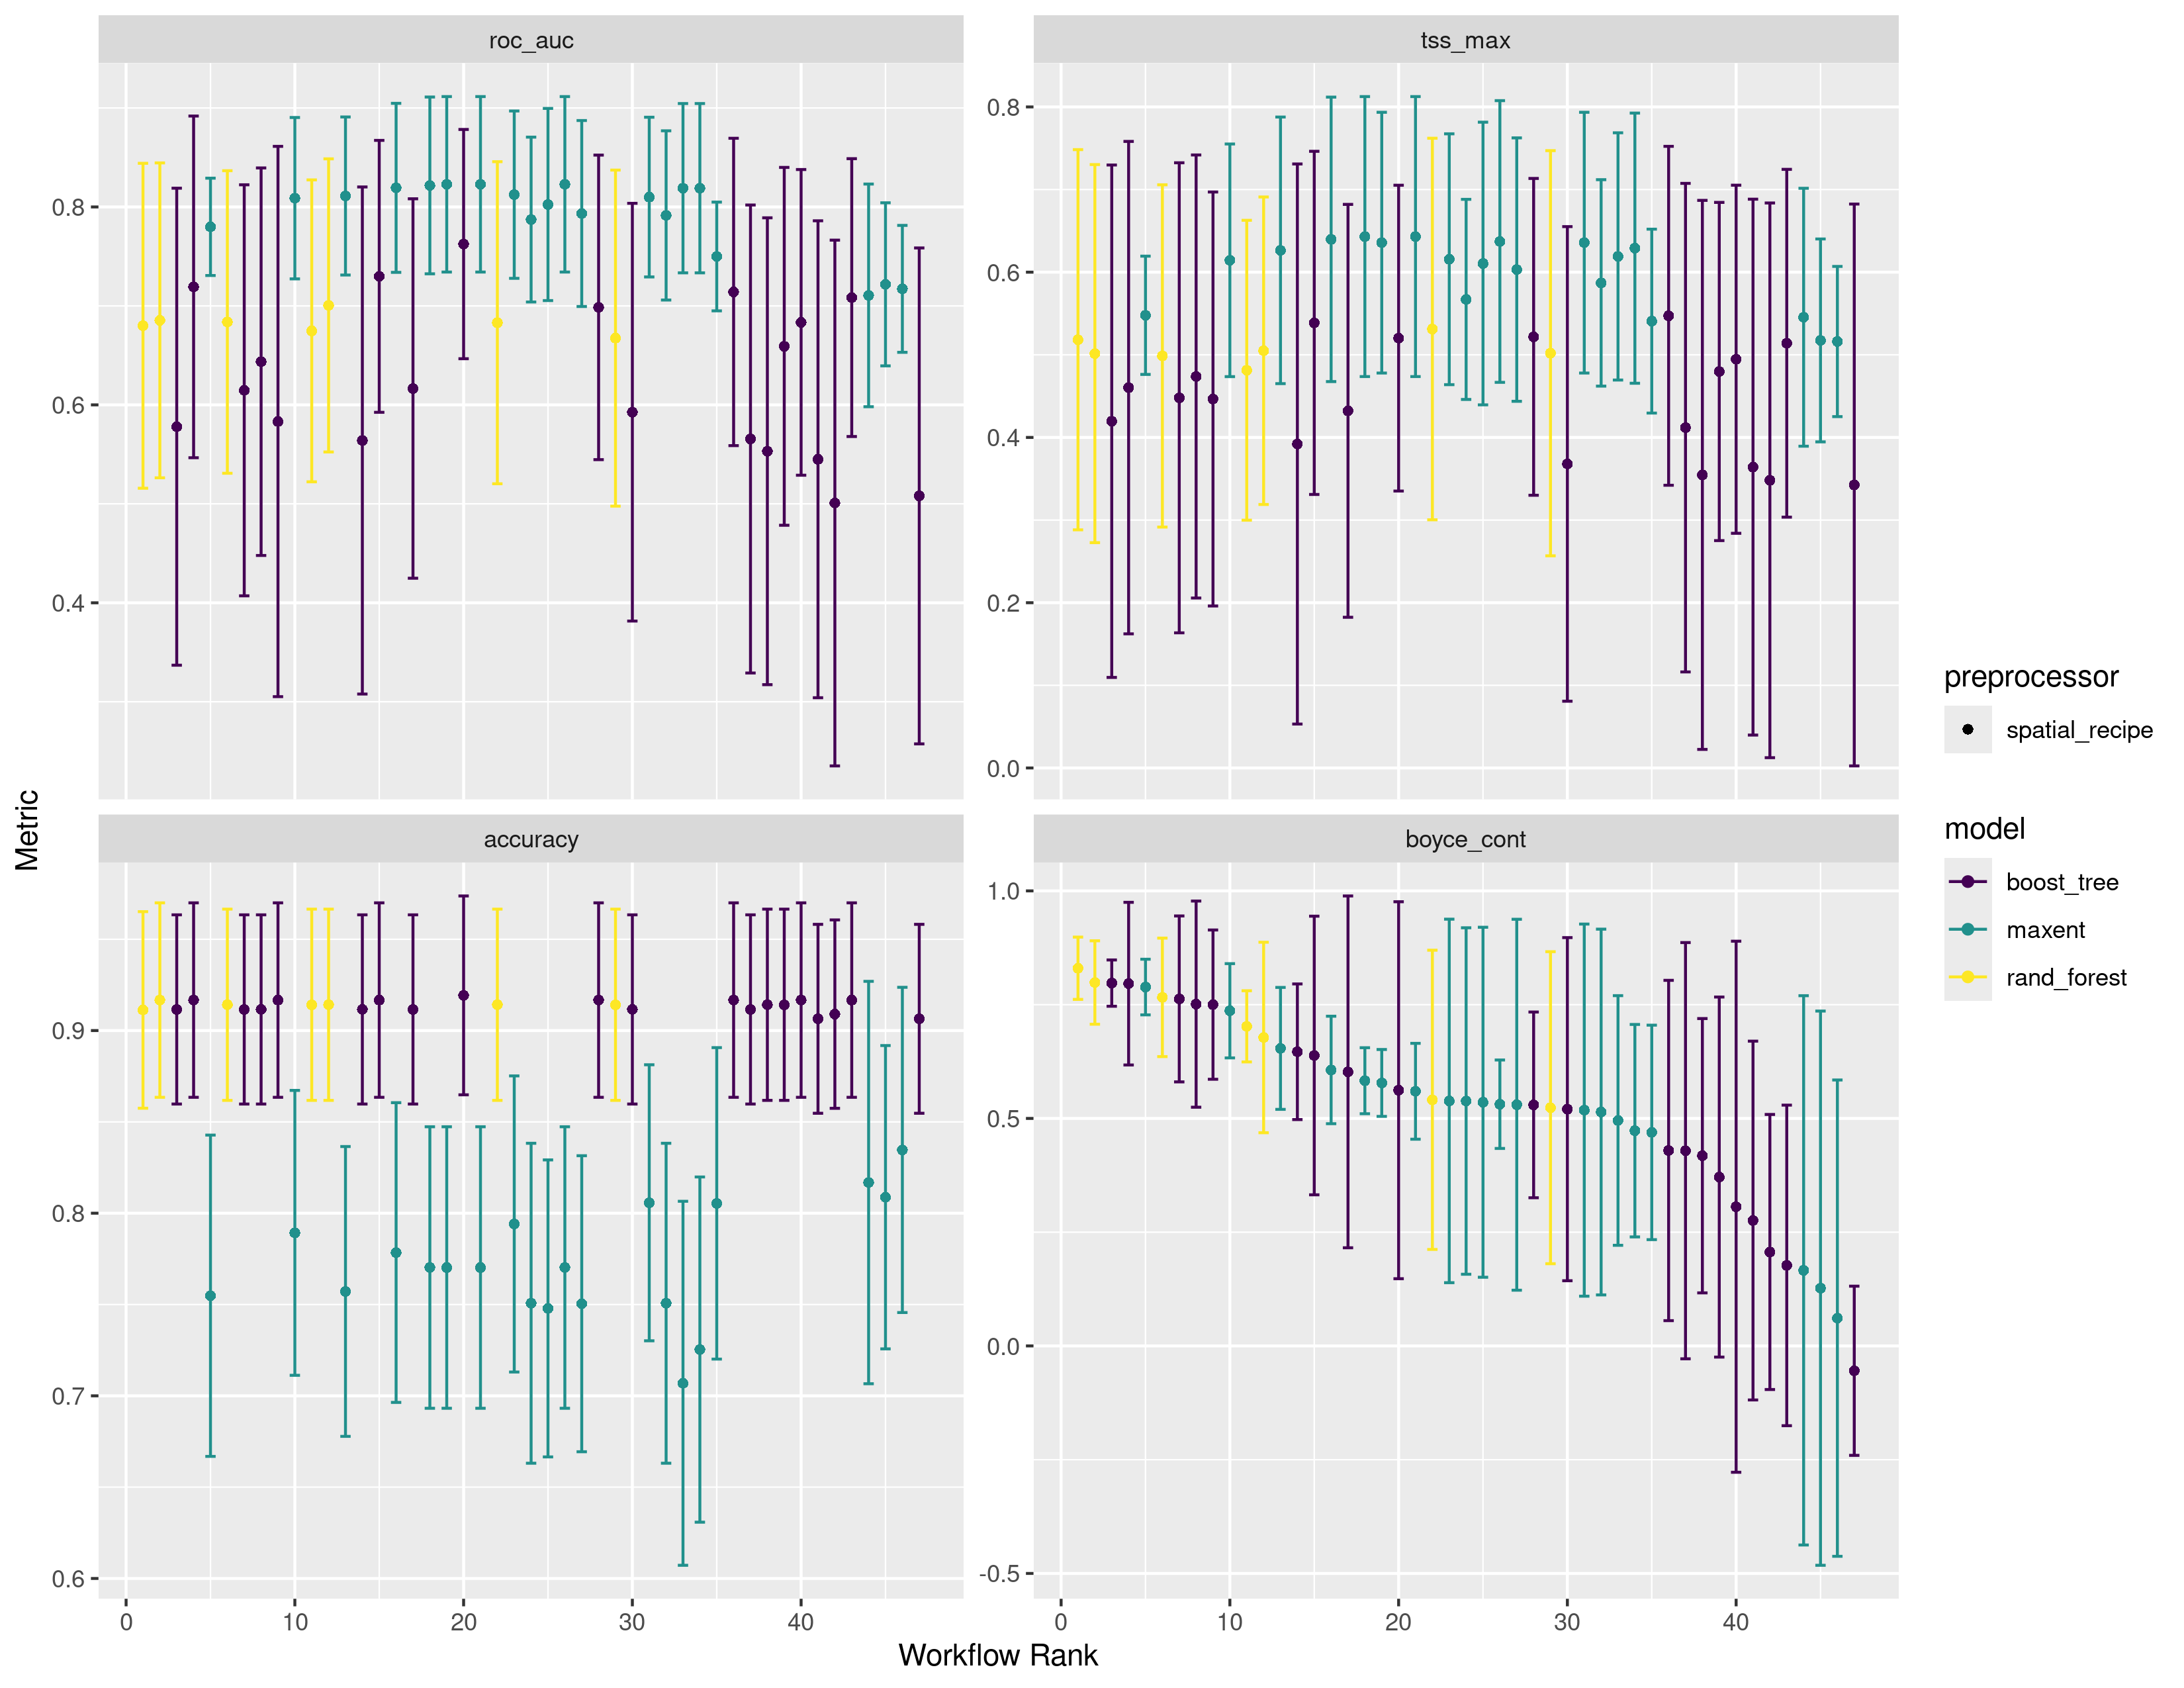 roc_auc
tss_max
0.8
0.6
0.4
0.8
0.6
0.4
0.2
0.0
accuracy
boyce_cont
0.9
0.8
0.7
0.6
1.0
0.5
0.0
-0.5
0 10 20 30 40
0 10 20 30 40
Metric
Workflow Rank
preprocessor
spatial_recipe
model
boost_tree
maxent
rand_forest